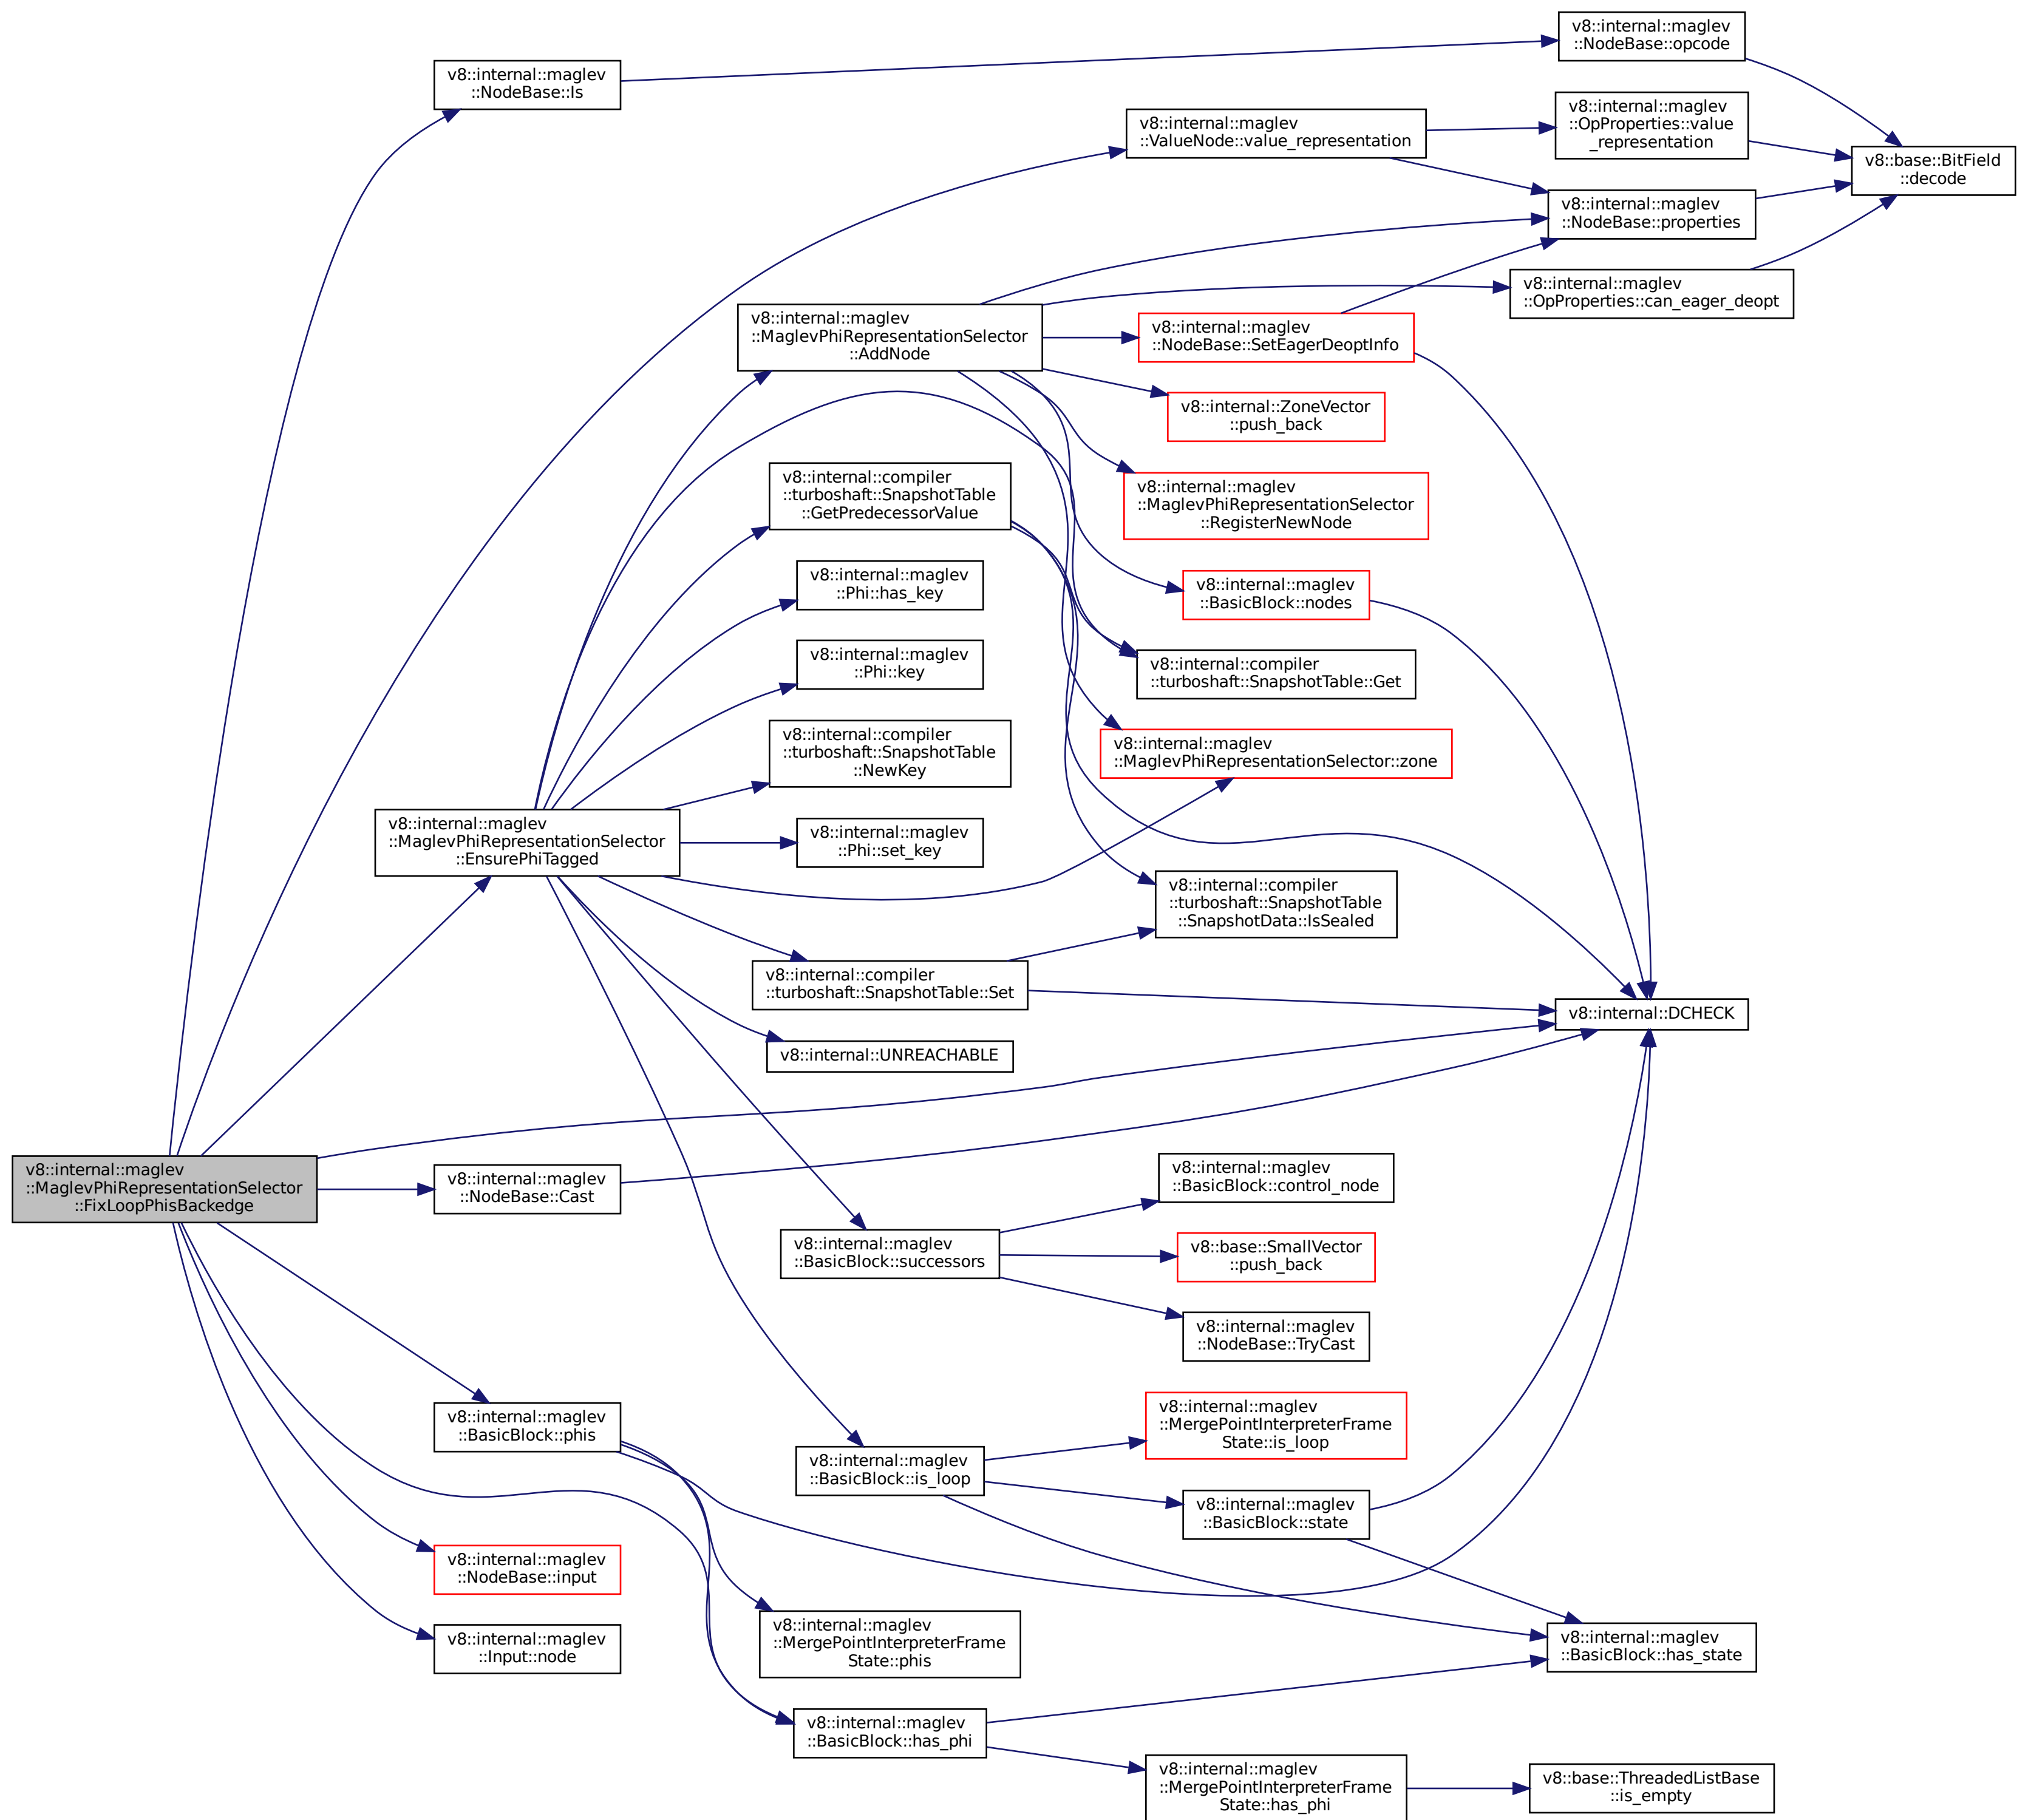 v8::internal::maglev
::NodeBase::opcode
v8::internal::maglev
::NodeBase::Is
v8::internal::maglev
::OpProperties::value
_representation
v8::internal::maglev
::ValueNode::value_representation
v8::base::BitField
::decode
v8::internal::maglev
::NodeBase::properties
v8::internal::maglev
::OpProperties::can_eager_deopt
v8::internal::maglev
::MaglevPhiRepresentationSelector
::AddNode
v8::internal::maglev
::NodeBase::SetEagerDeoptInfo
v8::internal::ZoneVector
::push_back
v8::internal::compiler
::turboshaft::SnapshotTable
::GetPredecessorValue
v8::internal::maglev
::MaglevPhiRepresentationSelector
::RegisterNewNode
v8::internal::maglev
::Phi::has_key
v8::internal::maglev
::BasicBlock::nodes
v8::internal::maglev
::Phi::key
v8::internal::compiler
::turboshaft::SnapshotTable::Get
v8::internal::compiler
::turboshaft::SnapshotTable
::NewKey
v8::internal::maglev
::MaglevPhiRepresentationSelector::zone
v8::internal::maglev
::MaglevPhiRepresentationSelector
::EnsurePhiTagged
v8::internal::maglev
::Phi::set_key
v8::internal::compiler
::turboshaft::SnapshotTable
::SnapshotData::IsSealed
v8::internal::compiler
::turboshaft::SnapshotTable::Set
v8::internal::DCHECK
v8::internal::UNREACHABLE
v8::internal::maglev
::MaglevPhiRepresentationSelector
::FixLoopPhisBackedge
v8::internal::maglev
::NodeBase::Cast
v8::internal::maglev
::BasicBlock::control_node
v8::internal::maglev
::BasicBlock::successors
v8::base::SmallVector
::push_back
v8::internal::maglev
::NodeBase::TryCast
v8::internal::maglev
::BasicBlock::phis
v8::internal::maglev
::MergePointInterpreterFrame
State::is_loop
v8::internal::maglev
::BasicBlock::is_loop
v8::internal::maglev
::BasicBlock::state
v8::internal::maglev
::NodeBase::input
v8::internal::maglev
::Input::node
v8::internal::maglev
::MergePointInterpreterFrame
State::phis
v8::internal::maglev
::BasicBlock::has_state
v8::internal::maglev
::BasicBlock::has_phi
v8::internal::maglev
::MergePointInterpreterFrame
State::has_phi
v8::base::ThreadedListBase
::is_empty